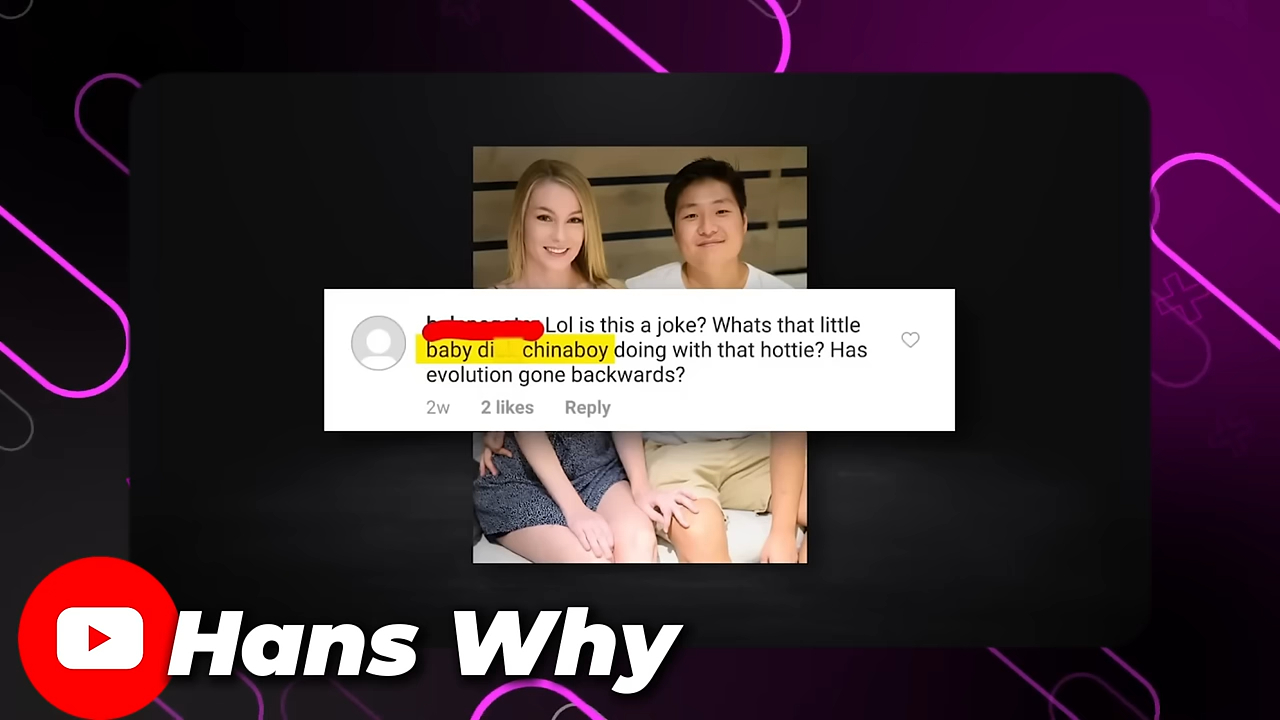 Lol is this a joke? Whats that little
baby di chinaboy doing with that hottie? Has
evolution gone backwards?
2w 2 likes Reply
Hans Why